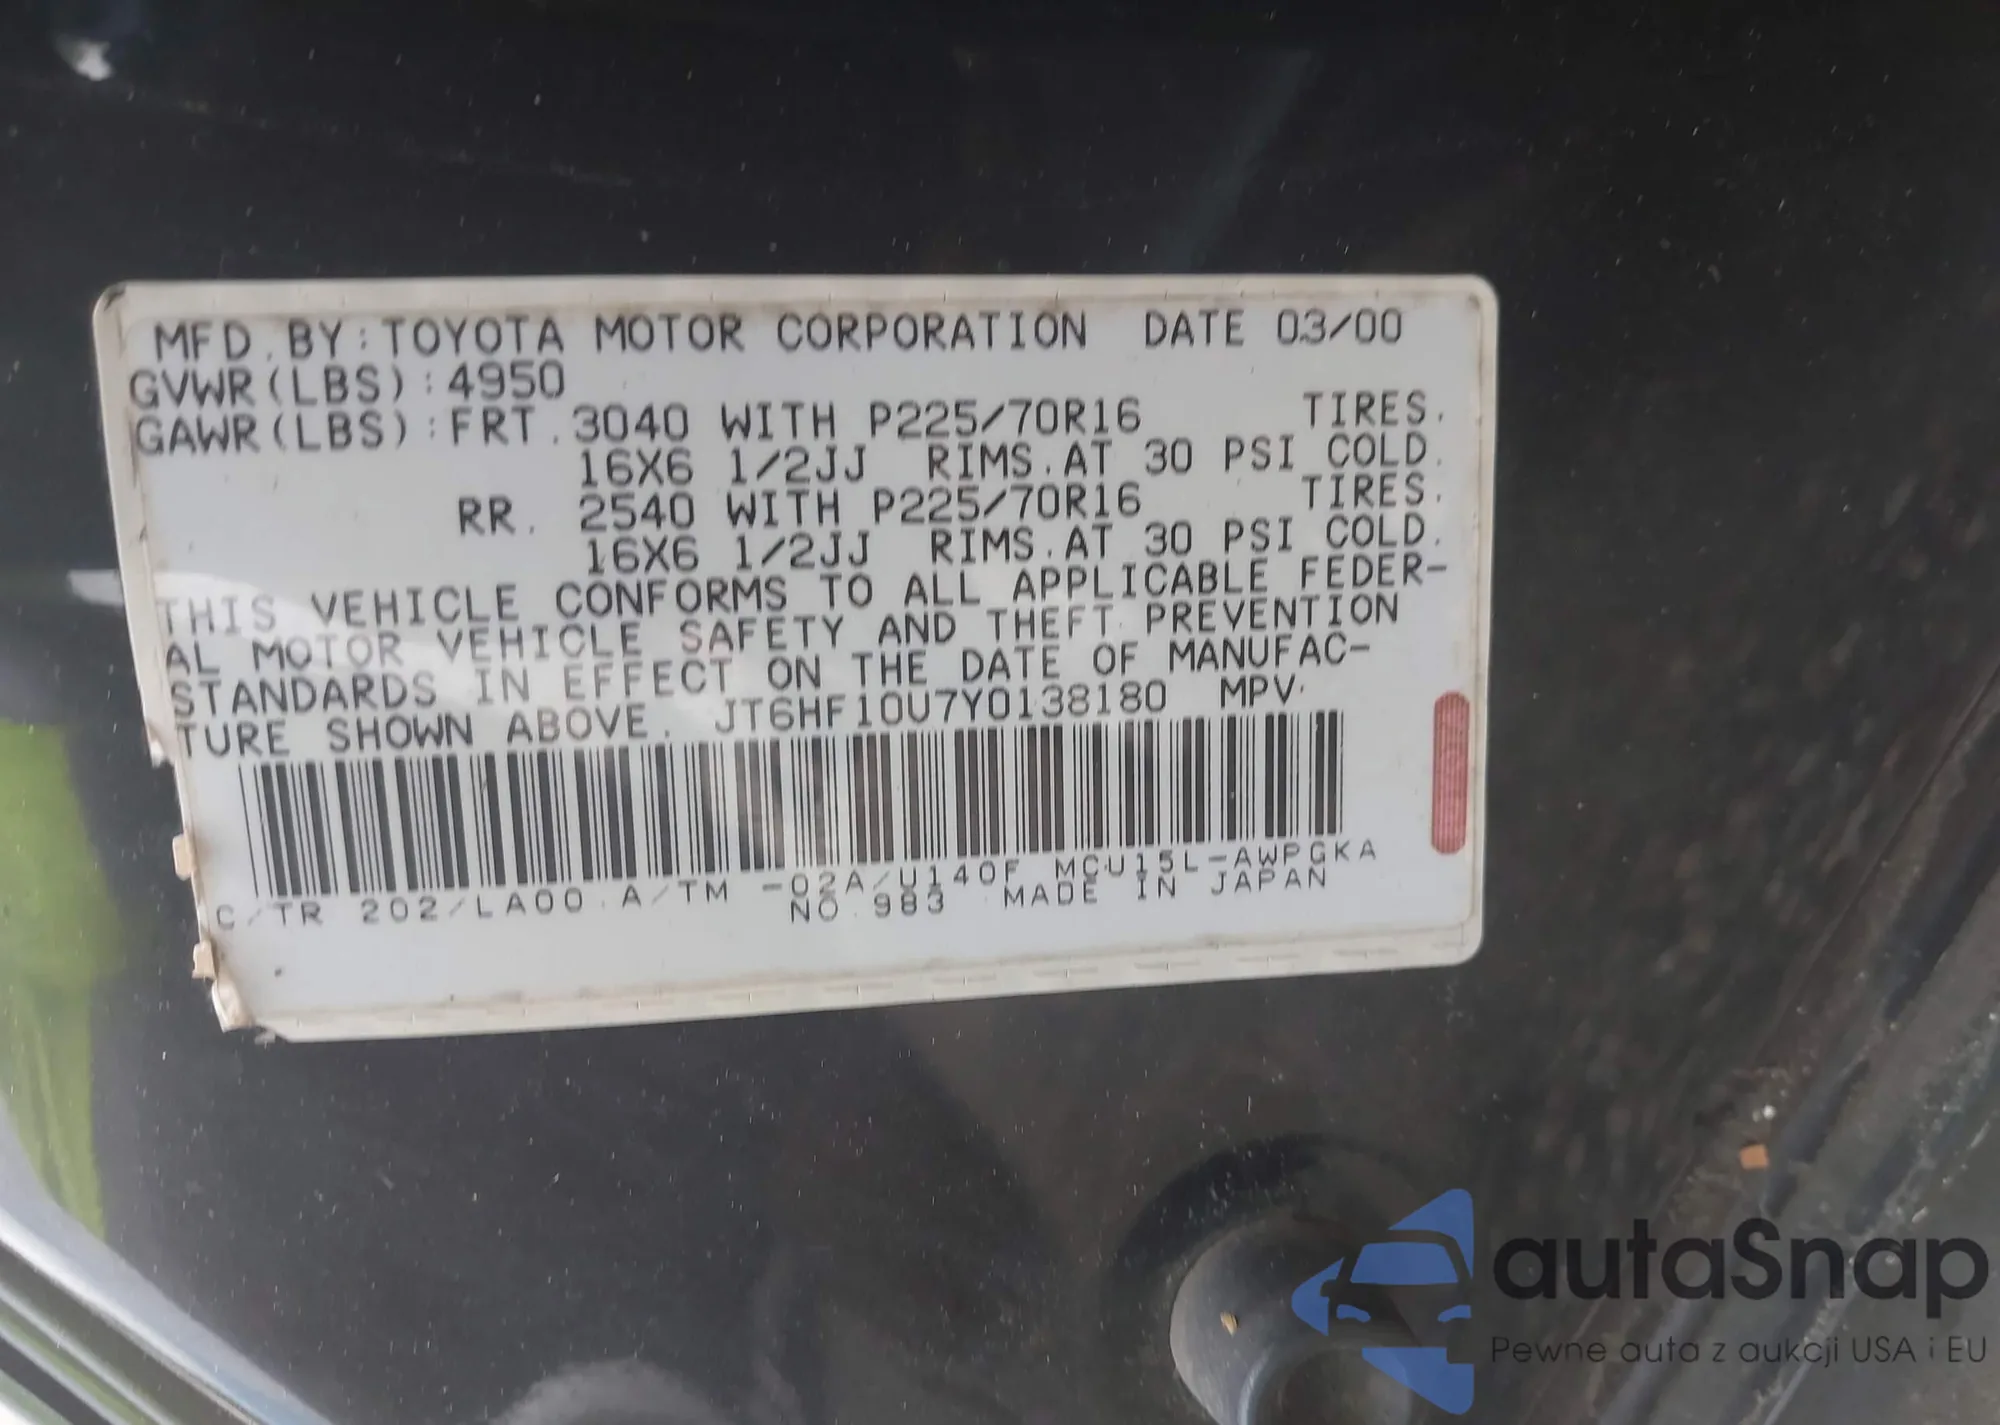 MFD.BY:TOYOTA MOTOR CORPORATION DATE 03/00
GVWR(LBS):4950
GAWR(LBS):FRT.3040 WITH P225/70R16 TIRES.
16X6 1/2JJ RIMS.AT 30 PSI COLD.
RR. 2540 WITH P225/70R16 TIRES.
16X6 1/2JJ RIMS.AT 30 PSI COLD.
THIS VEHICLE CONFORMS TO ALL APPLICABLE FEDER-
AL MOTOR VEHICLE SAFETY AND THEFT PREVENTION
STANDARDS IN EFFECT ON THE DATE OF MANUFAC-
TURE SHOWN ABOVE. JT6HF10U7Y0138180 MPV.
C/TR 202/LA00.A/TM -02A/U140F MCU15L-AWPGKA
NO.983 MADE IN JAPAN
autaSnap
Pewne auta z aukcji USA i EU